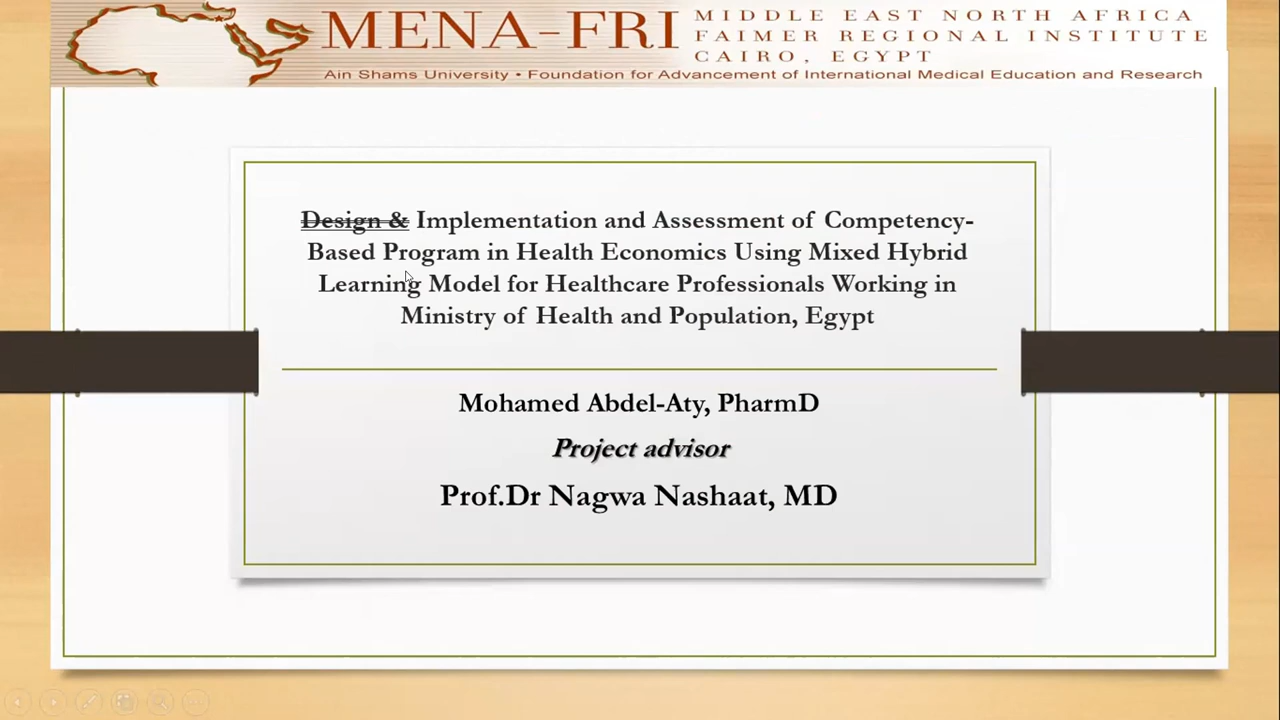 MENA-FRI
MIDDLE EAST NORTH AFRICA
FAIMER REGIONAL INSTITUTE
CAIRO, EGYPT
Ain Shams University • Foundation for Advancement of International Medical Education and Research
Design & Implementation and Assessment of Competency-
Based Program in Health Economics Using Mixed Hybrid
Learning Model for Healthcare Professionals Working in
Ministry of Health and Population, Egypt
Mohamed Abdel-Aty, PharmD
Project advisor
Prof.Dr Nagwa Nashaat, MD